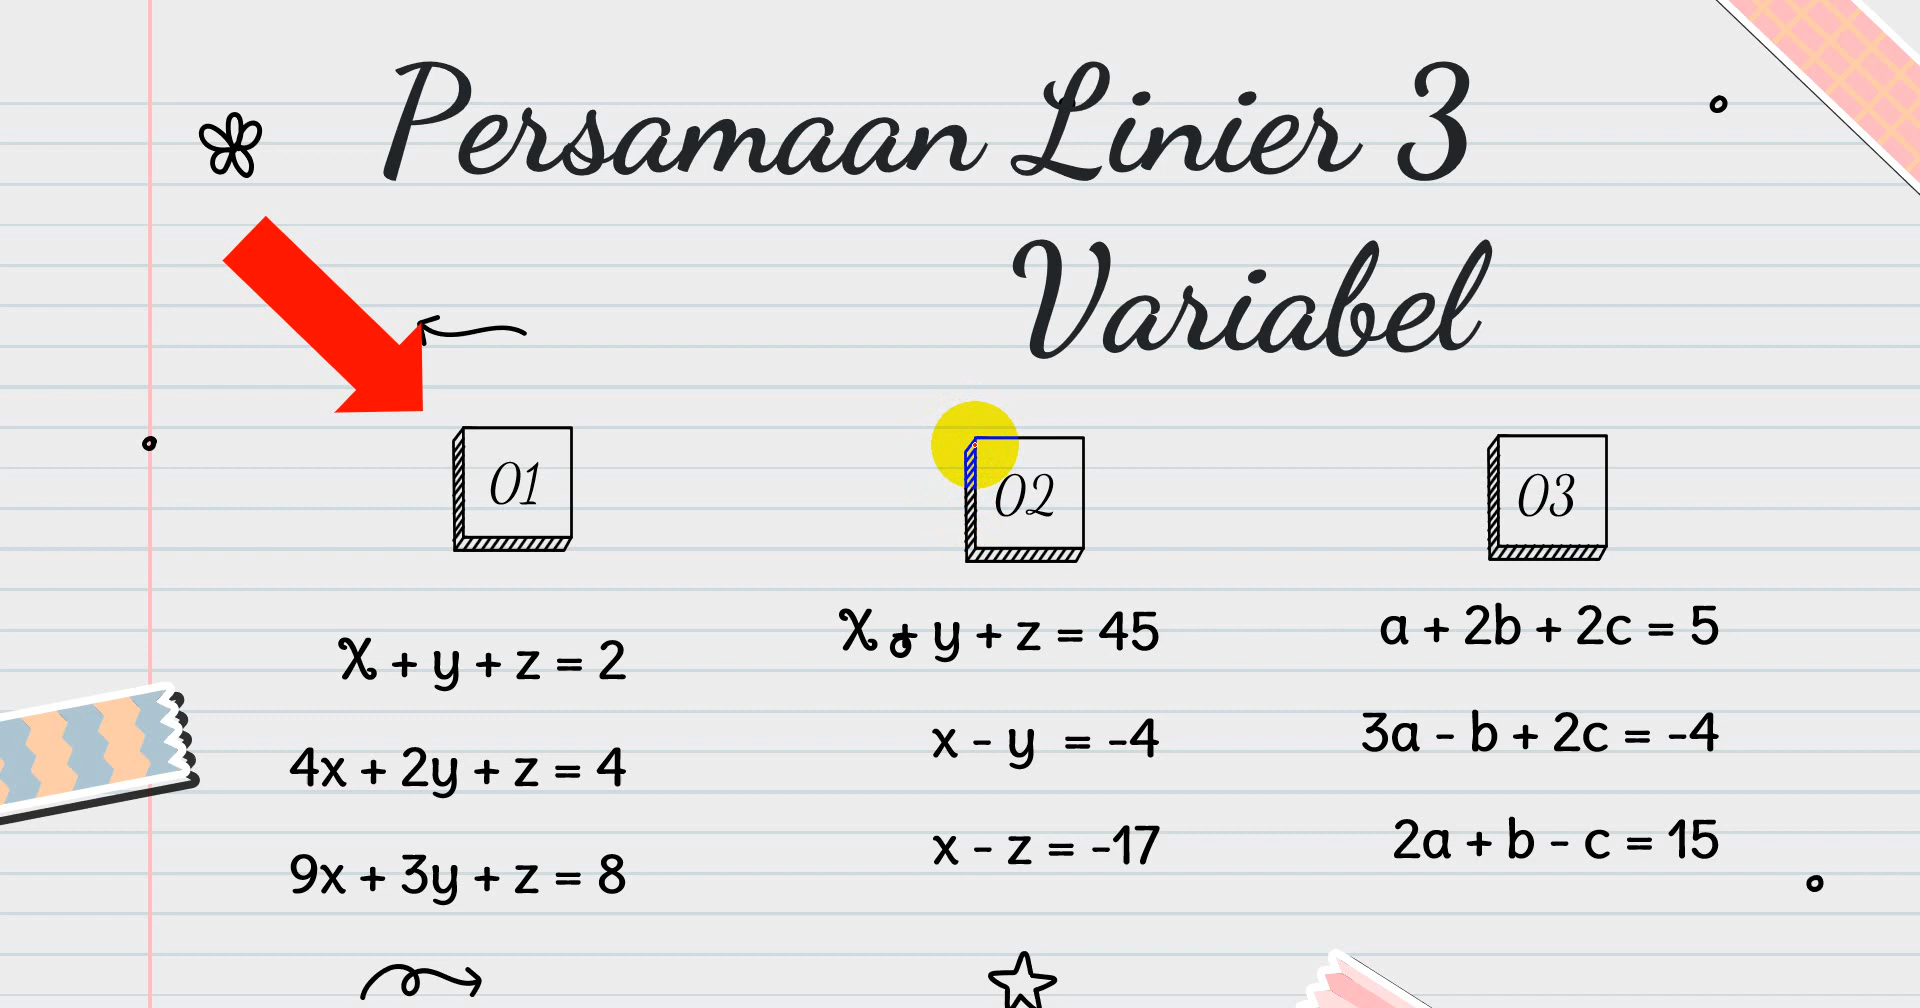 Persamaan Linier 3
Variabel
01
x + y + z = 2
4x + 2y + z = 4
9x + 3y + z = 8
02
x + y + z = 45
x - y = -4
x - z = -17
03
a + 2b + 2c = 5
3a - b + 2c = -4
2a + b - c = 15